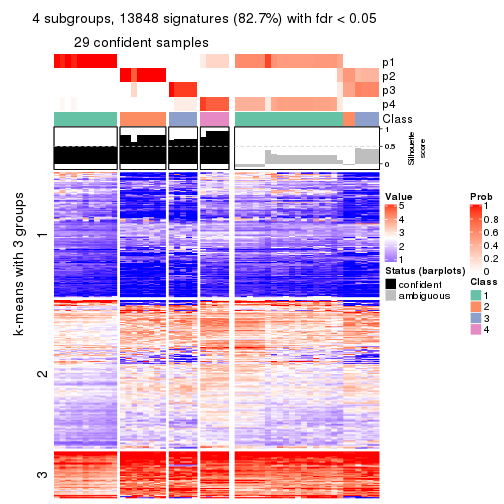 4 subgroups, 13848 signatures (82.7%) with fdr < 0.05
29 confident samples
p1
p2
p3
p4
Class
1
0.5
0
Silhouette
score
k-means with 3 groups
1
2
3
Value
5
4
3
2
1
Status (barplots)
confident
ambiguous
Prob
1
0.8
0.6
0.4
0.2
0
Class
1
2
3
4